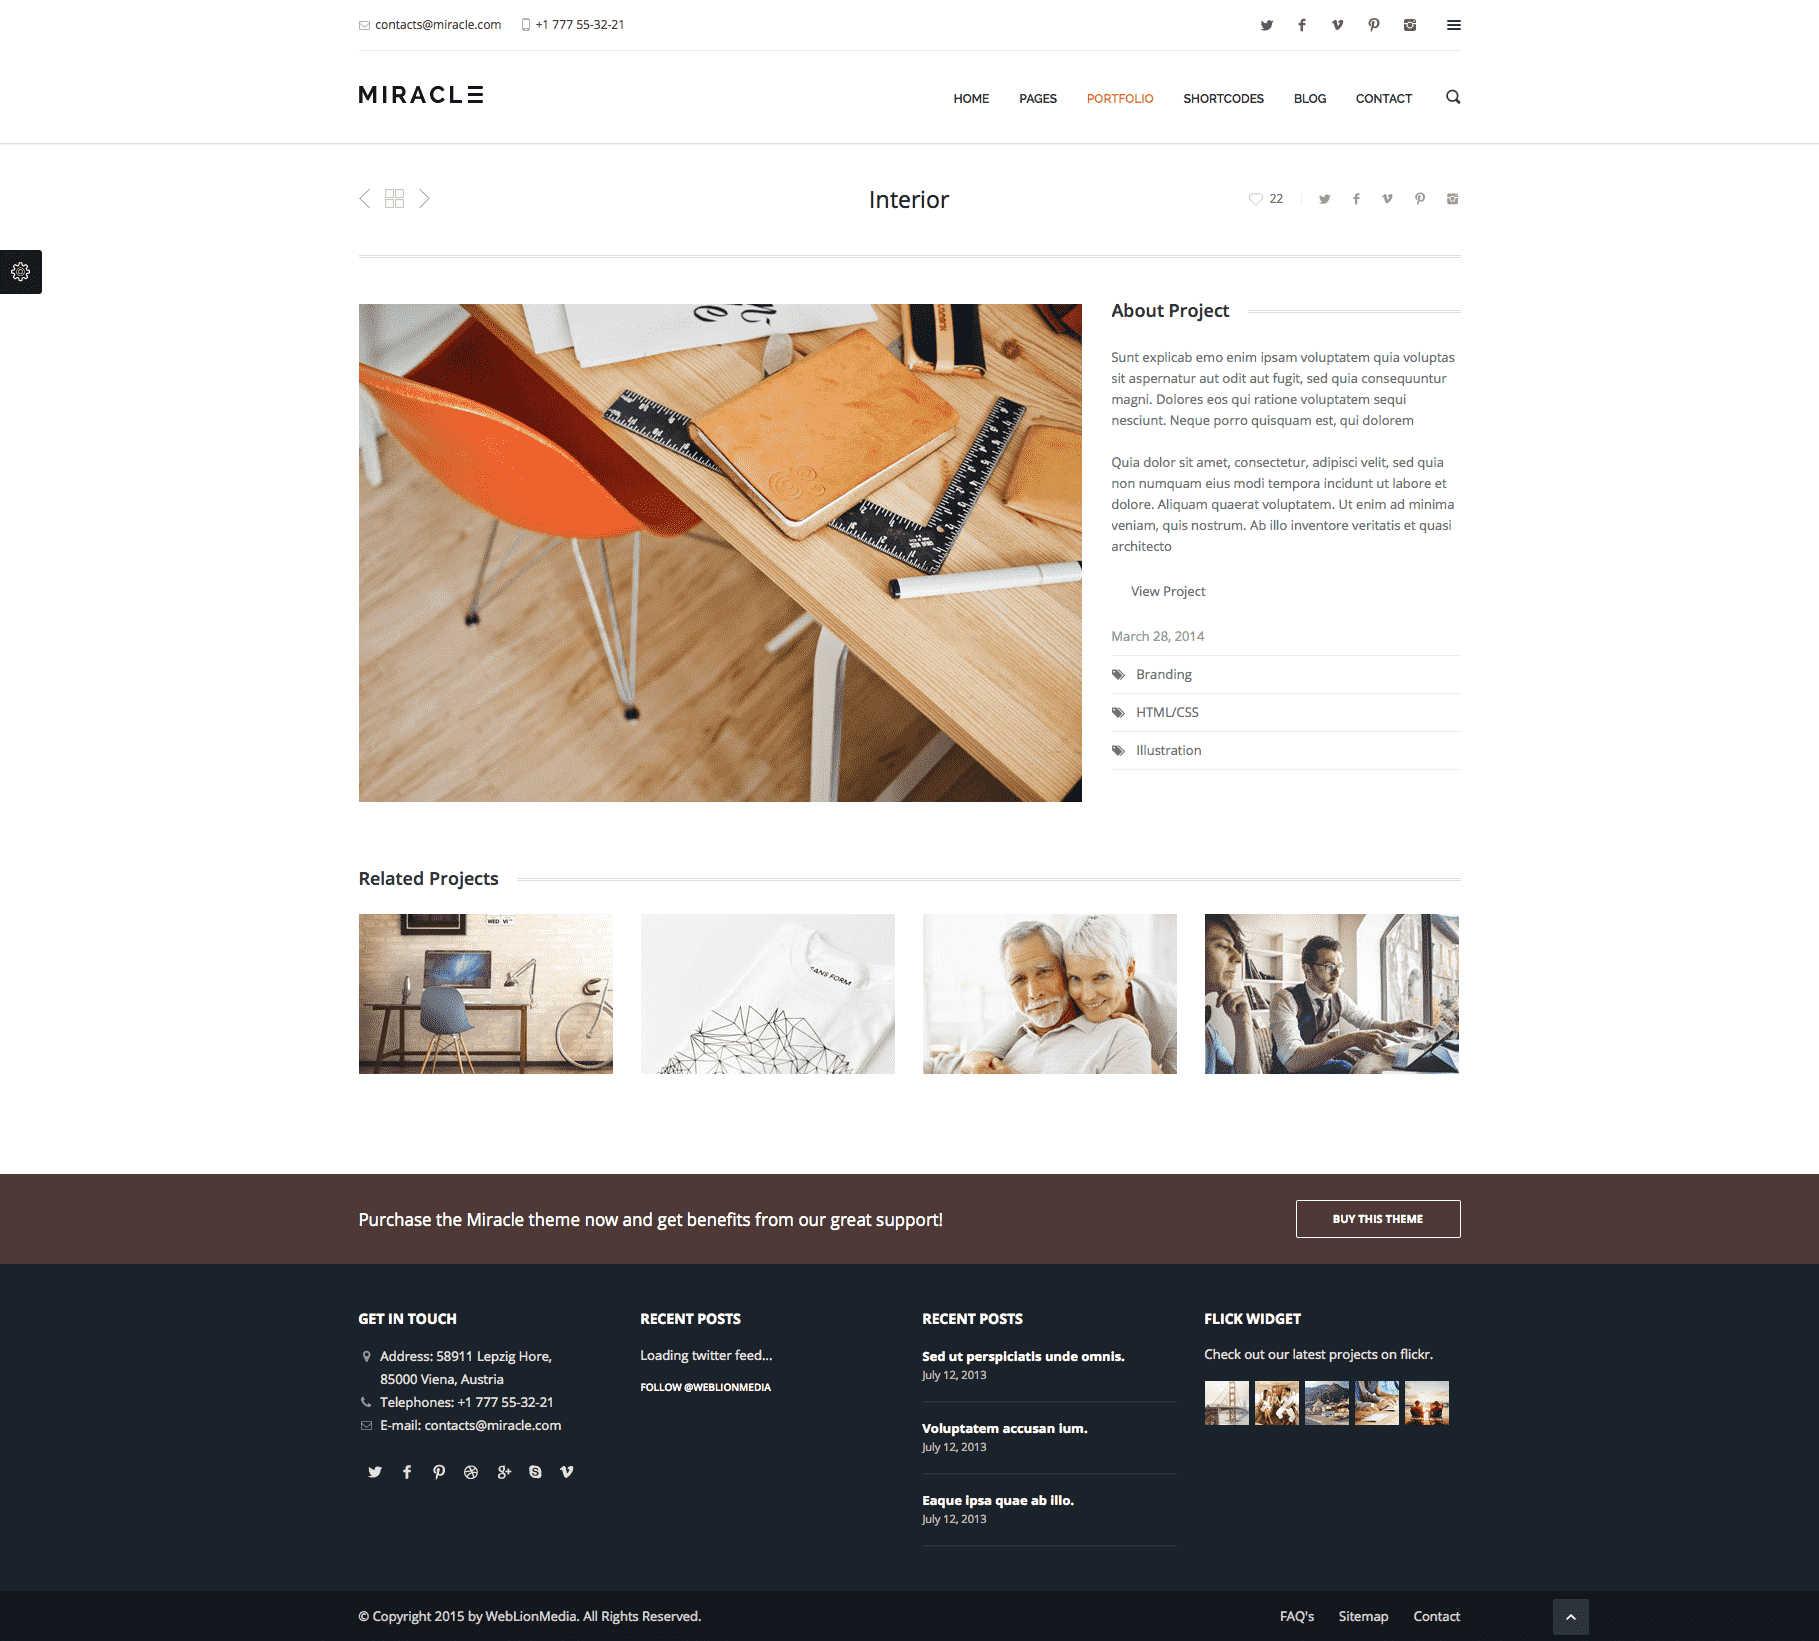 contacts@miracle.com +1 777 55-32-21
MIRACLE
HOME PAGES PORTFOLIO SHORTCODES BLOG CONTACT
Interior
22
About Project
Sunt explicab emo enim ipsam voluptatem quia voluptas
sit aspernatur aut odit aut fugit, sed quia consequuntur
magni. Dolores eos qui ratione voluptatem sequi
nesciunt. Neque porro quisquam est, qui dolorem
Quia dolor sit amet, consectetur, adipisci velit, sed quia
non numquam eius modi tempora incidunt ut labore et
dolore. Aliquam quaerat voluptatem. Ut enim ad minima
veniam, quis nostrum. Ab illo inventore veritatis et quasi
architecto
View Project
March 28, 2014
Branding
HTML/CSS
Illustration
Related Projects
WED VI
ANS FORM
Purchase the Miracle theme now and get benefits from our great support!
BUY THIS THEME
GET IN TOUCH
Address: 58911 Lepzig Hore,
85000 Viena, Austria
Telephones: +1 777 55-32-21
E-mail: contacts@miracle.com
RECENT POSTS
Loading twitter feed...
FOLLOW @WEBLIONMEDIA
RECENT POSTS
Sed ut perspiciatis unde omnis.
July 12, 2013
Voluptatem accusan ium.
July 12, 2013
Eaque ipsa quae ab illo.
July 12, 2013
FLICK WIDGET
Check out our latest projects on flickr.
© Copyright 2015 by WebLionMedia. All Rights Reserved.
FAQ's Sitemap Contact